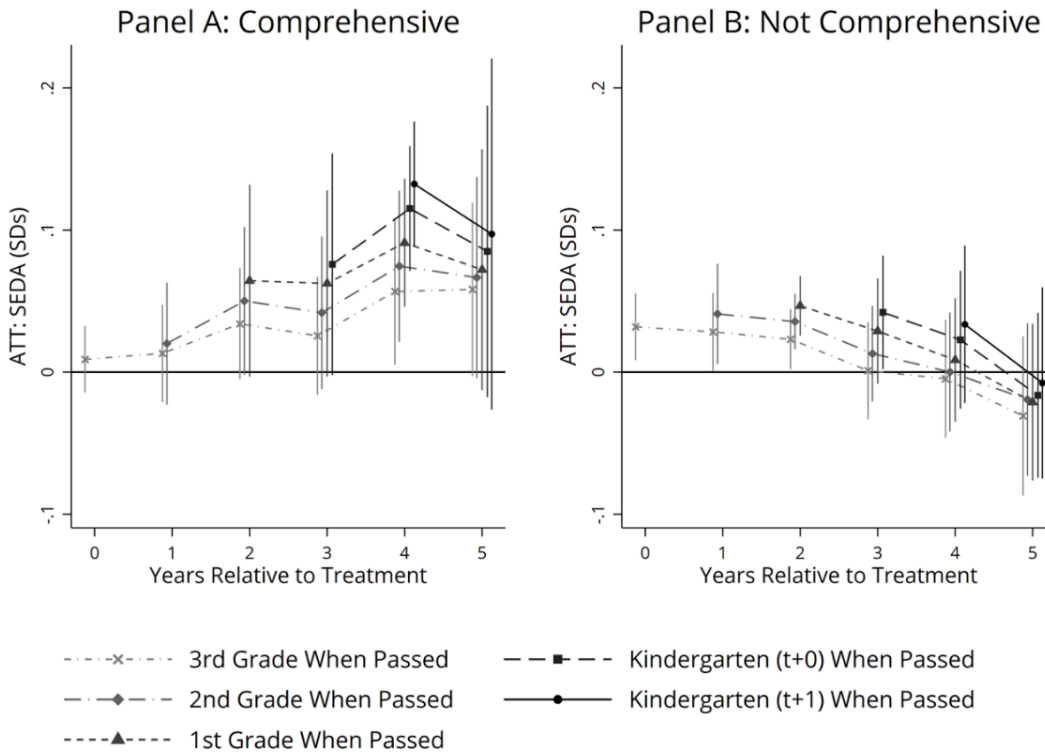 Panel A: Comprehensive
Panel B: Not Comprehensive
ATT: SEDA (SDs)
.2
.1
0
-.1
0 1 2 3 4 5
Years Relative to Treatment
ATT: SEDA (SDs)
.2
.1
0
-.1
0 1 2 3 4 5
Years Relative to Treatment
3rd Grade When Passed
2nd Grade When Passed
1st Grade When Passed
Kindergarten (t+0) When Passed
Kindergarten (t+1) When Passed